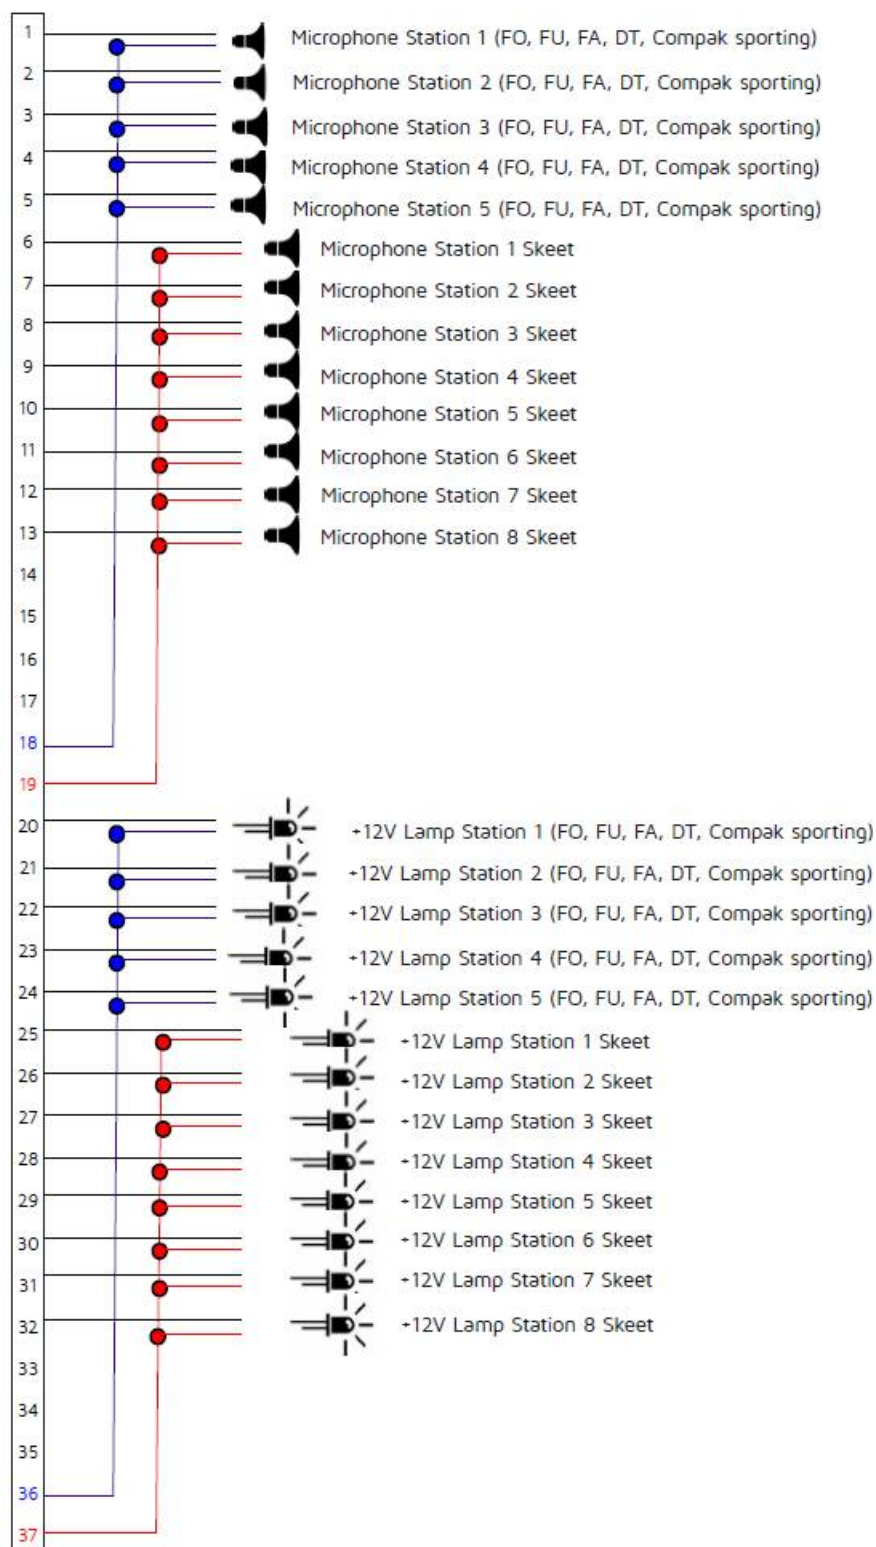 1
Microphone Station 1 (FO, FU, FA, DT, Compak sporting)
2
Microphone Station 2 (FO, FU, FA, DT, Compak sporting)
3
Microphone Station 3 (FO, FU, FA, DT, Compak sporting)
4
Microphone Station 4 (FO, FU, FA, DT, Compak sporting)
5
Microphone Station 5 (FO, FU, FA, DT, Compak sporting)
6
Microphone Station 1 Skeet
7
Microphone Station 2 Skeet
8
Microphone Station 3 Skeet
9
Microphone Station 4 Skeet
10
Microphone Station 5 Skeet
11
Microphone Station 6 Skeet
12
Microphone Station 7 Skeet
13
Microphone Station 8 Skeet
14
15
16
17
18
19
20
+12V Lamp Station 1 (FO, FU, FA, DT, Compak sporting)
21
+12V Lamp Station 2 (FO, FU, FA, DT, Compak sporting)
22
+12V Lamp Station 3 (FO, FU, FA, DT, Compak sporting)
23
+12V Lamp Station 4 (FO, FU, FA, DT, Compak sporting)
24
+12V Lamp Station 5 (FO, FU, FA, DT, Compak sporting)
25
+12V Lamp Station 1 Skeet
26
+12V Lamp Station 2 Skeet
27
+12V Lamp Station 3 Skeet
28
+12V Lamp Station 4 Skeet
29
+12V Lamp Station 5 Skeet
30
+12V Lamp Station 6 Skeet
31
+12V Lamp Station 7 Skeet
32
+12V Lamp Station 8 Skeet
33
34
35
36
37